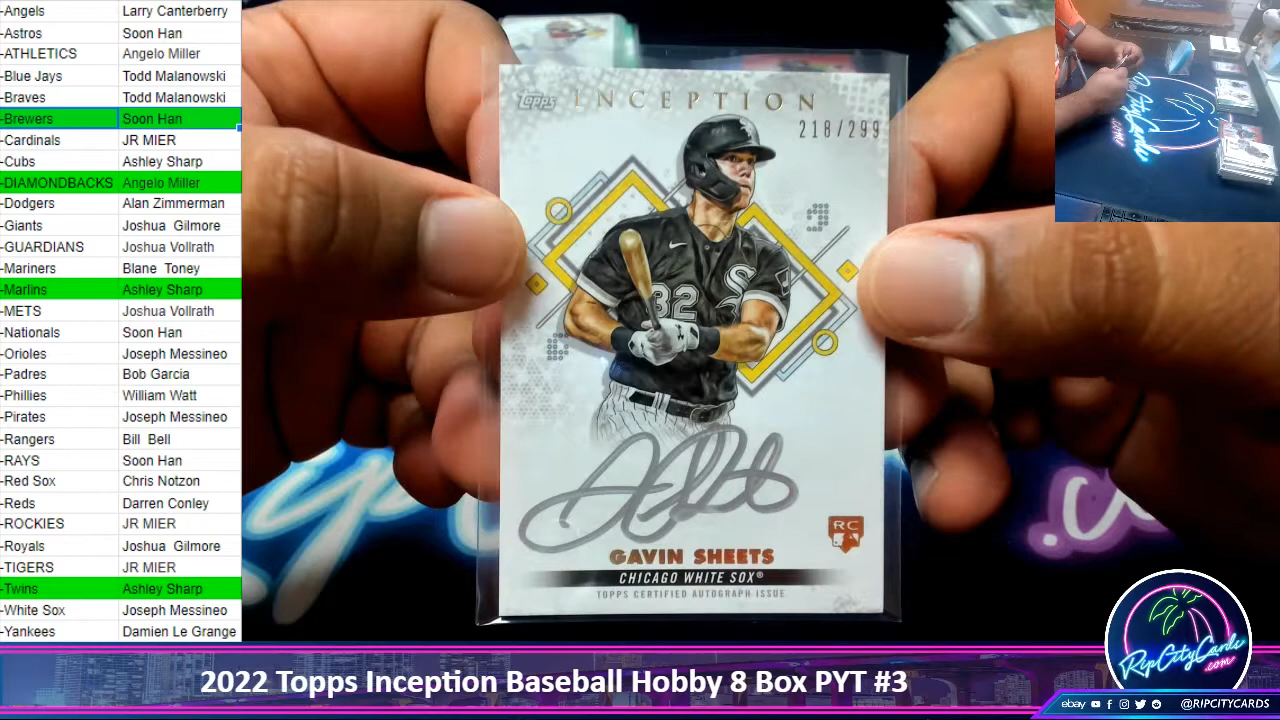 -Angels Larry Canterberry
-Astros Soon Han
-ATHLETICS Angelo Miller
-Blue Jays Todd Malanowski
-Braves Todd Malanowski
-Brewers Soon Han
-Cardinals JR MIER
-Cubs Ashley Sharp
-DIAMONDBACKS Angelo Miller
-Dodgers Alan Zimmerman
-Giants Joshua Gilmore
-GUARDIANS Joshua Vollrath
-Mariners Blane Toney
-Marlins Ashley Sharp
-METS Joshua Vollrath
-Nationals Soon Han
-Orioles Joseph Messineo
-Padres Bob Garcia
-Phillies William Watt
-Pirates Joseph Messineo
-Rangers Bill Bell
-RAYS Soon Han
-Red Sox Chris Notzon
-Reds Darren Conley
-ROCKIES JR MIER
-Royals Joshua Gilmore
-TIGERS JR MIER
-Twins Ashley Sharp
-White Sox Joseph Messineo
-Yankees Damien Le Grange
Topps INCEPTION
218/299
32
RC
GAVIN SHEETS
CHICAGO WHITE SOX®
TOPPS CERTIFIED AUTOGRAPH ISSUE
RipCityCards
.com
2022 Topps Inception Baseball Hobby 8 Box PYT #3
ebay @RIPCITYCARDS